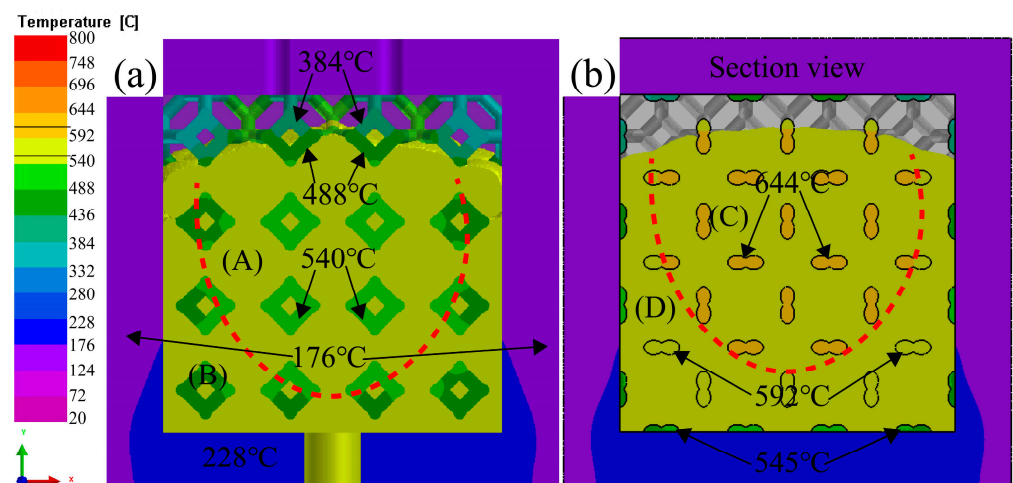 Temperature [C]
800
748
696
644
592
540
488
436
384
332
280
228
176
124
72
20
Y
X
(a)
384℃
488℃
(A)
540℃
176℃
(B)
228℃
(b)
Section view
644℃
(C)
(D)
592℃
545℃